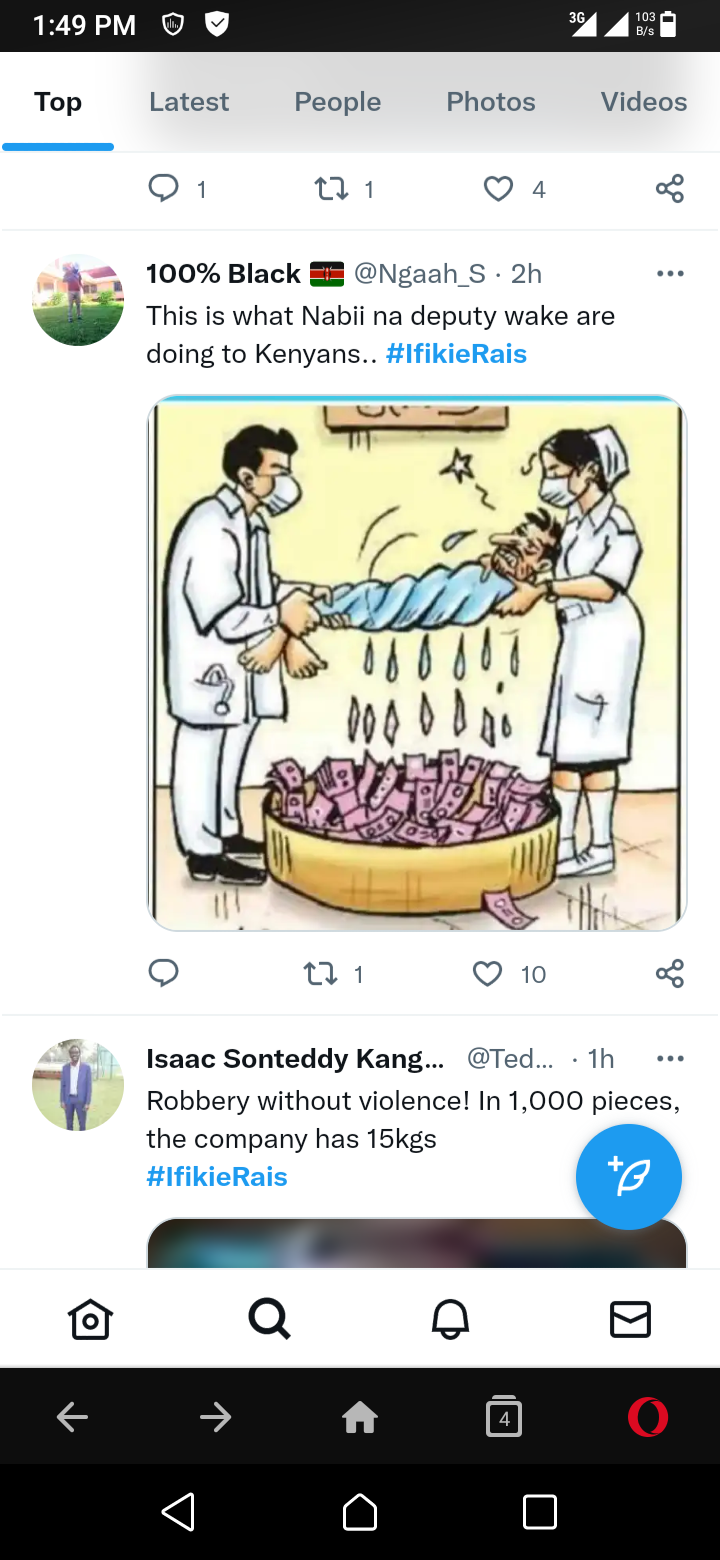 1:49 PM
3G
103
B/s
Top
Latest
People
Photos
Videos
1
1
4
100% Black @Ngaah_S · 2h
This is what Nabii na deputy wake are
doing to Kenyans.. #IfikieRais
1
10
Isaac Sonteddy Kang... @Ted... · 1h
Robbery without violence! In 1,000 pieces,
the company has 15kgs
#IfikieRais
4